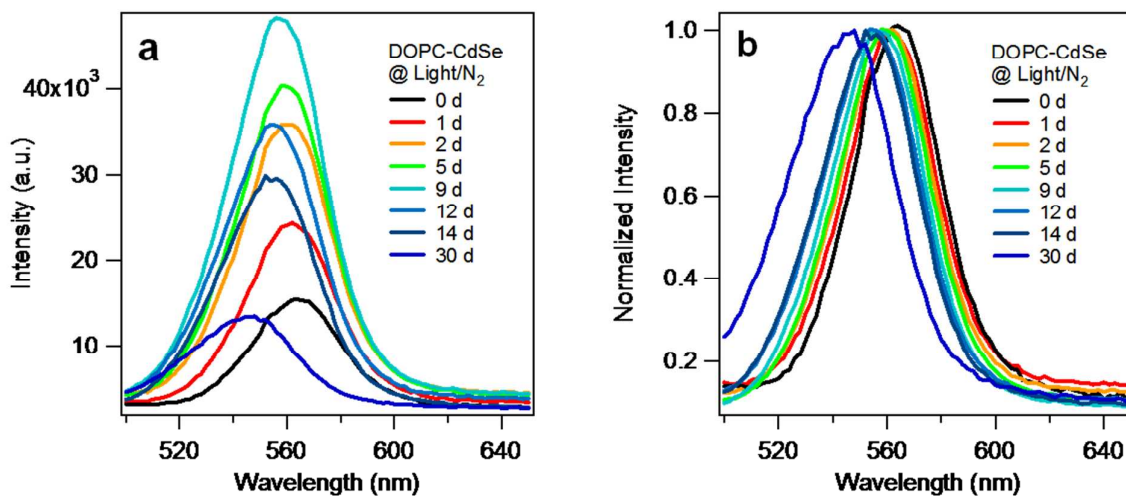 a
DOPC-CdSe
@ Light/N₂
0 d
1 d
2 d
5 d
9 d
12 d
14 d
30 d
40x10³
30
20
10
Intensity (a.u.)
520
560
600
640
Wavelength (nm)
b
DOPC-CdSe
@ Light/N₂
0 d
1 d
2 d
5 d
9 d
12 d
14 d
30 d
1.0
0.8
0.6
0.4
0.2
Normalized Intensity
520
560
600
640
Wavelength (nm)